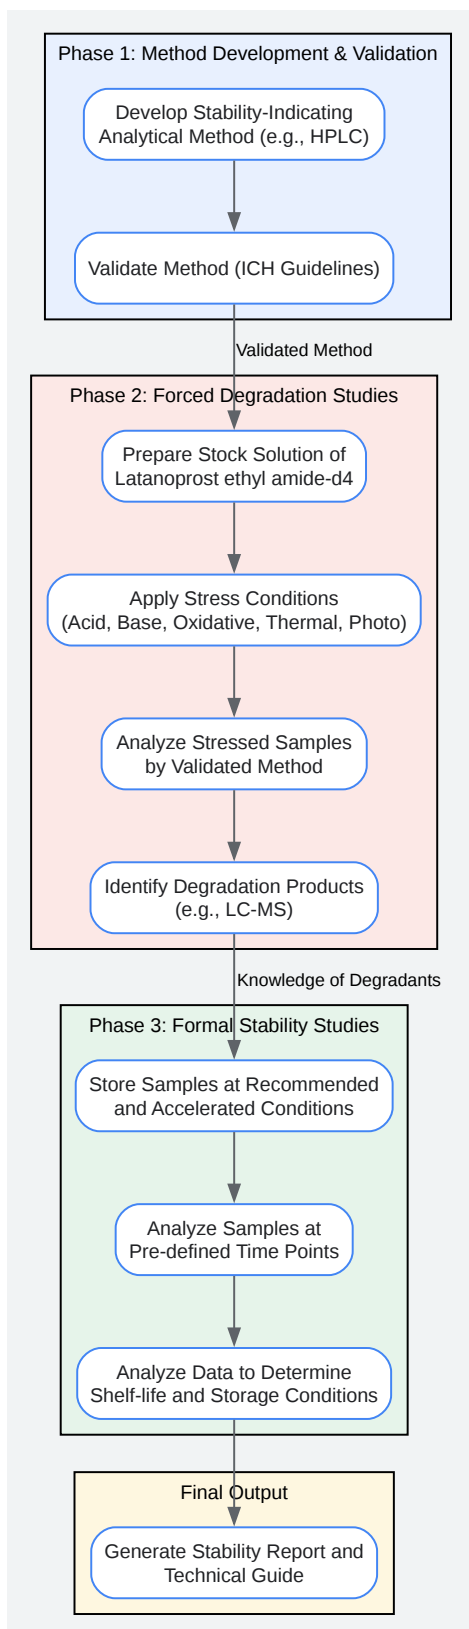 Phase 1: Method Development & Validation
Develop Stability-Indicating
Analytical Method (e.g., HPLC)
Validate Method (ICH Guidelines)
Validated Method
Phase 2: Forced Degradation Studies
Prepare Stock Solution of
Latanoprost ethyl amide-d4
Apply Stress Conditions
(Acid, Base, Oxidative, Thermal, Photo)
Analyze Stressed Samples
by Validated Method
Identify Degradation Products
(e.g., LC-MS)
Knowledge of Degradants
Phase 3: Formal Stability Studies
Store Samples at Recommended
and Accelerated Conditions
Analyze Samples at
Pre-defined Time Points
Analyze Data to Determine
Shelf-life and Storage Conditions
Final Output
Generate Stability Report and
Technical Guide